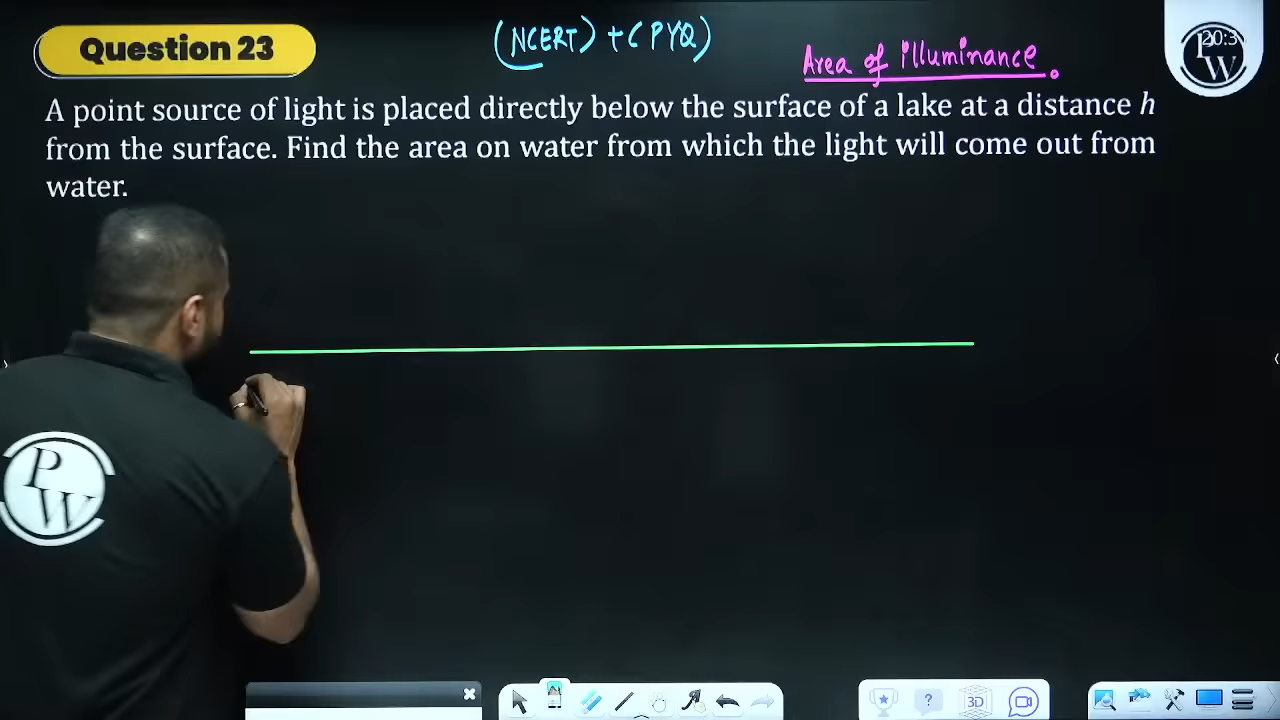 Question 23
(NCERT) + (PYQ)
Area of illuminance.
A point source of light is placed directly below the surface of a lake at a distance h
from the surface. Find the area on water from which the light will come out from
water.
PW
3D